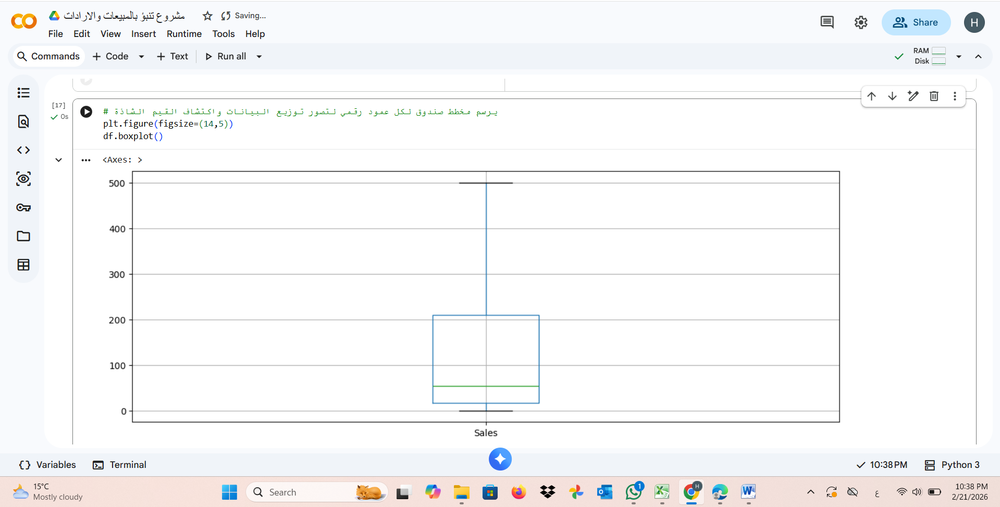 مشروع تنبؤ بالمبيعات والارادات
Saving...
File Edit View Insert Runtime Tools Help
Share
H
Commands
+ Code
+ Text
Run all
RAM
Disk
[17]
0s
# يرسم مخطط صندوق لكل عمود رقمي لتصور توزيع البيانات واكتشاف القيم الشاذة
plt.figure(figsize=(14,5))
df.boxplot()
<Axes: >
500
400
300
200
100
0
Sales
Variables
Terminal
10:38 PM
Python 3
15°C
Mostly cloudy
Search
1
H
ع
10:38 PM
2/21/2026